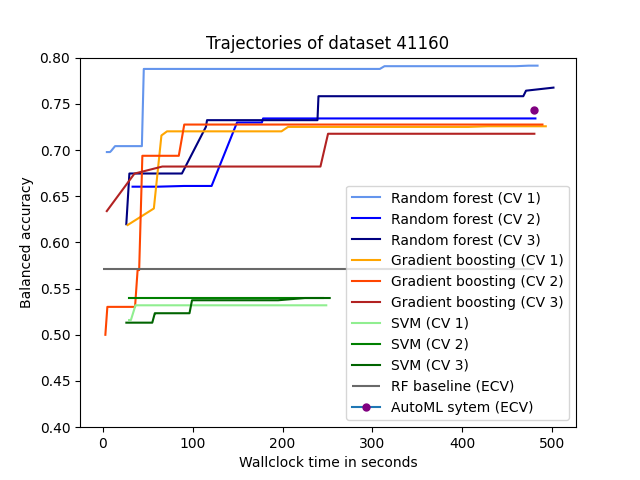 Trajectories of dataset 41160
Balanced accuracy
0.80
0.75
0.70
0.65
0.60
0.55
0.50
0.45
0.40
Random forest (CV 1)
Random forest (CV 2)
Random forest (CV 3)
Gradient boosting (CV 1)
Gradient boosting (CV 2)
Gradient boosting (CV 3)
SVM (CV 1)
SVM (CV 2)
SVM (CV 3)
RF baseline (ECV)
AutoML sytem (ECV)
0 100 200 300 400 500
Wallclock time in seconds